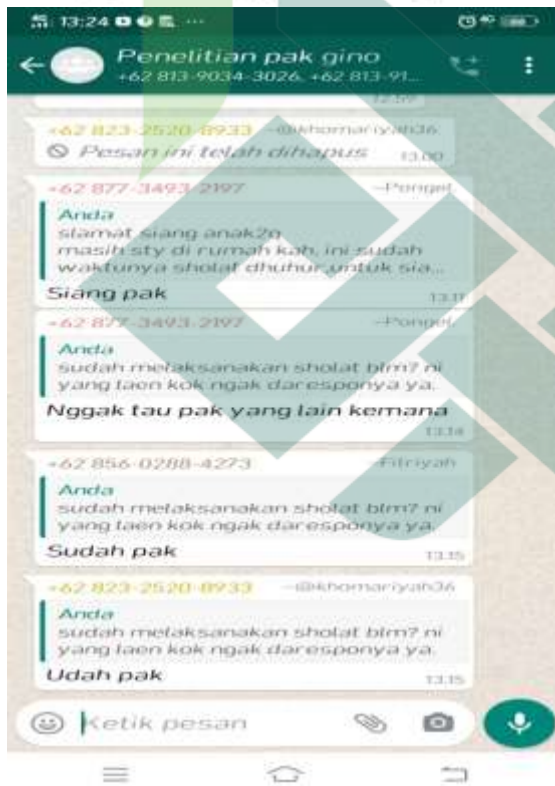 13:24
Penelitian pak gino
+62 813-9034-3026, +62 813-91...
12.59
+62 823-2520-8933 ~@khomariyah36
Pesan ini telah dihapus 13.00
+62 877-3493-2197 ~Pongel
Anda
slamat siang anak2q
masih sty di rumah kah, ini sudah
waktunya sholat dhuhur,untuk sia...
Siang pak 13.11
+62 877-3493-2197 ~Pongel
Anda
sudah melaksanakan sholat blm? ni
yang laen kok ngak daresponya ya.
Nggak tau pak yang lain kemana
13.14
+62 856-0288-4273 ~Fitriyah
Anda
sudah melaksanakan sholat blm? ni
yang laen kok ngak daresponya ya.
Sudah pak 13.15
+62 823-2520-8933 ~@khomariyah36
Anda
sudah melaksanakan sholat blm? ni
yang laen kok ngak daresponya ya.
Udah pak 13.15
Ketik pesan